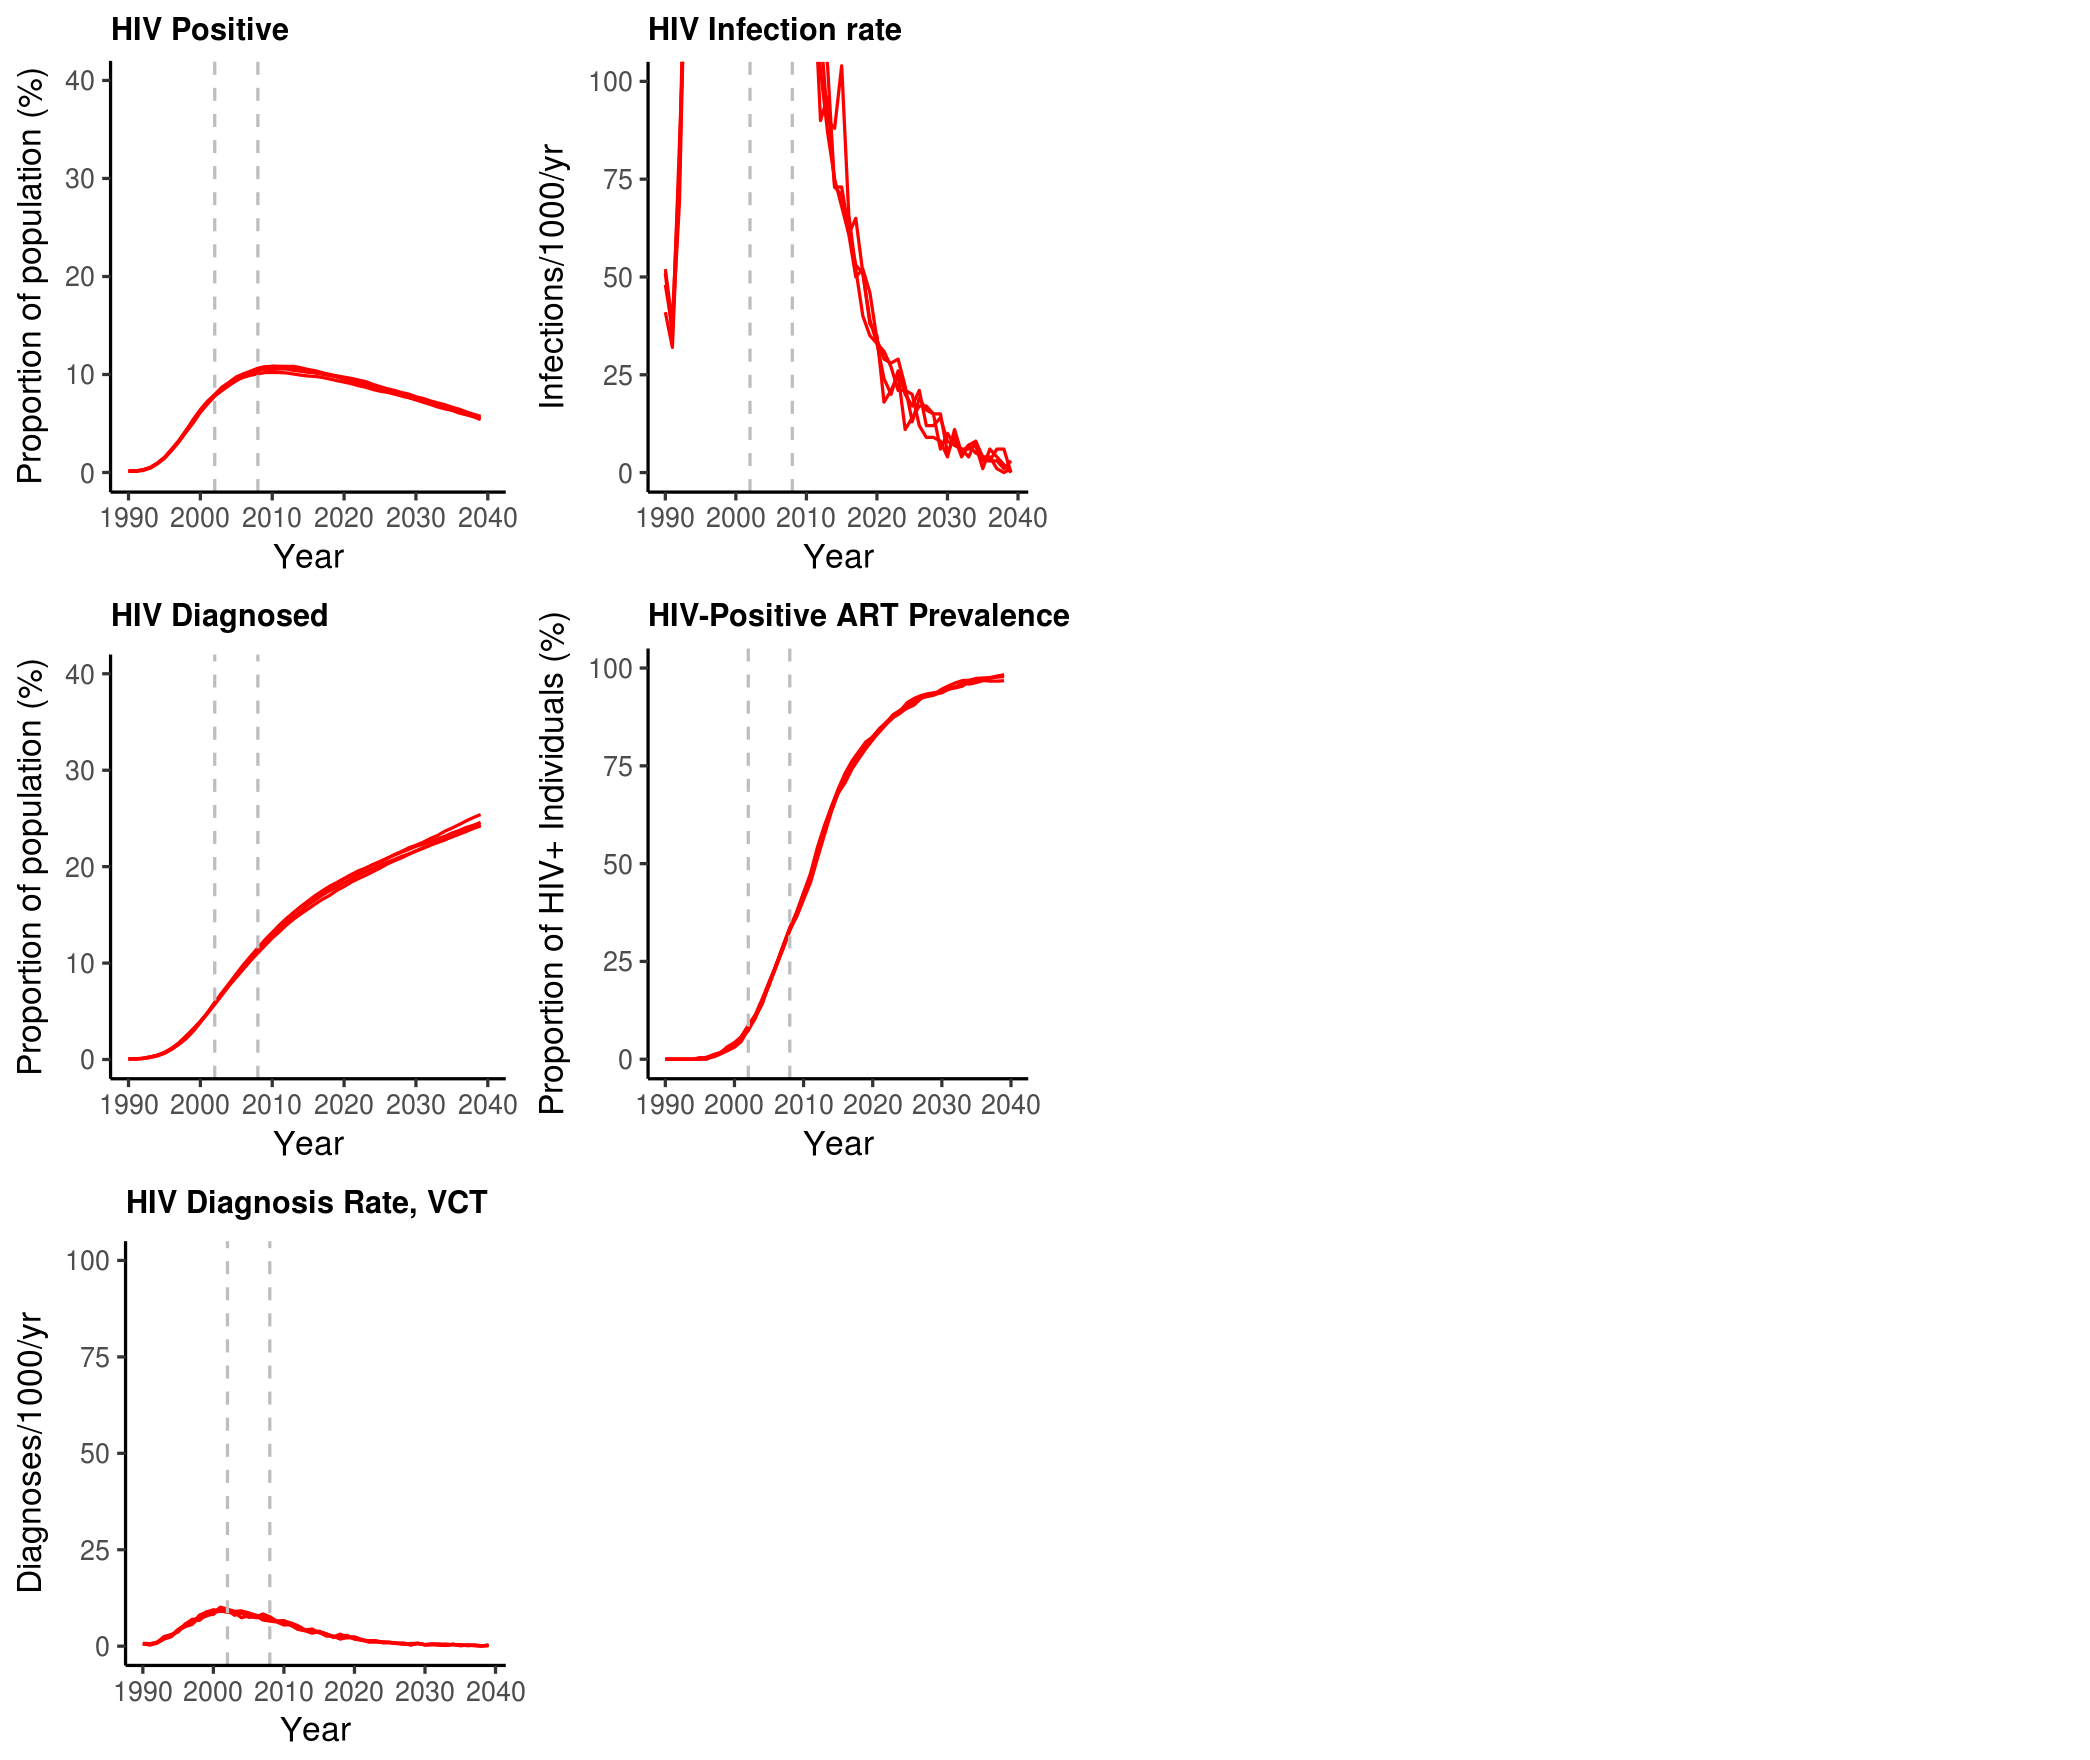 HIV Positive
Proportion of population (%)
40
30
20
10
0
1990 2000 2010 2020 2030 2040
Year
HIV Infection rate
Infections/1000/yr
100
75
50
25
0
1990 2000 2010 2020 2030 2040
Year
HIV Diagnosed
Proportion of population (%)
40
30
20
10
0
1990 2000 2010 2020 2030 2040
Year
HIV-Positive ART Prevalence
Proportion of HIV+ Individuals (%)
100
75
50
25
0
1990 2000 2010 2020 2030 2040
Year
HIV Diagnosis Rate, VCT
Diagnoses/1000/yr
100
75
50
25
0
1990 2000 2010 2020 2030 2040
Year